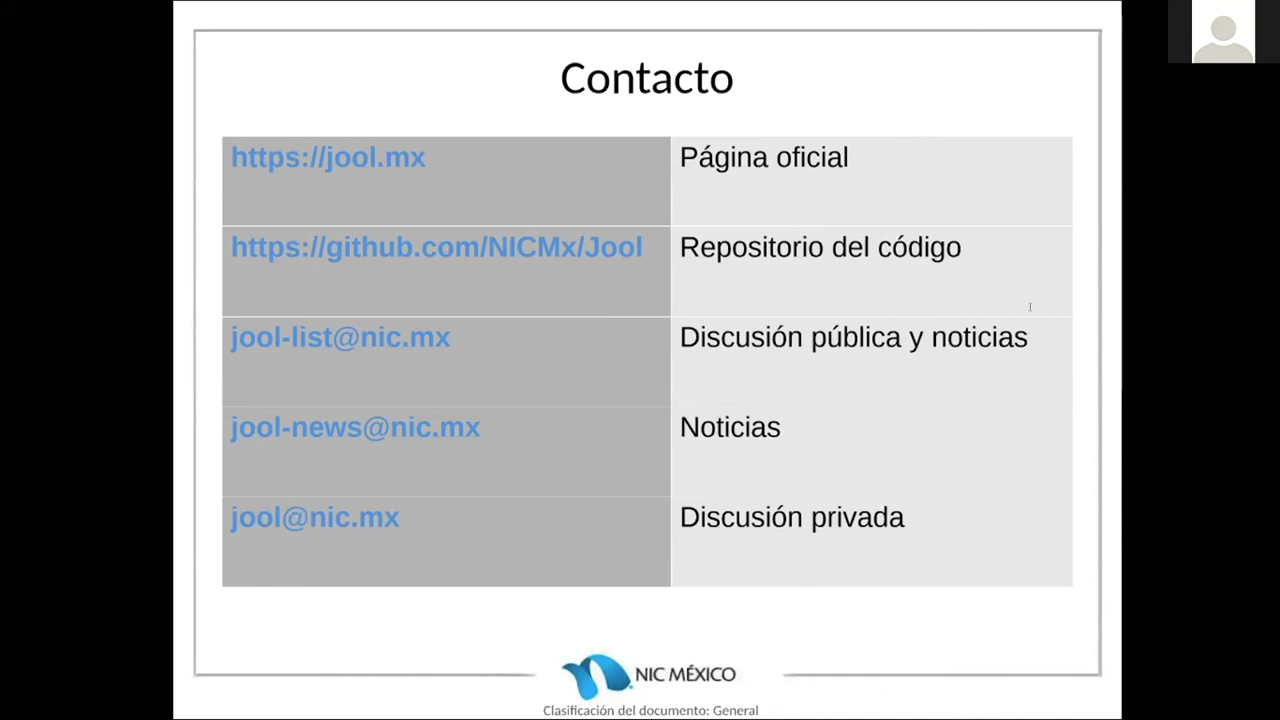 Contacto
https://jool.mx Página oficial
https://github.com/NICMx/Jool Repositorio del código
jool-list@nic.mx Discusión pública y noticias
jool-news@nic.mx Noticias
jool@nic.mx Discusión privada
NIC MÉXICO
Clasificación del documento: General